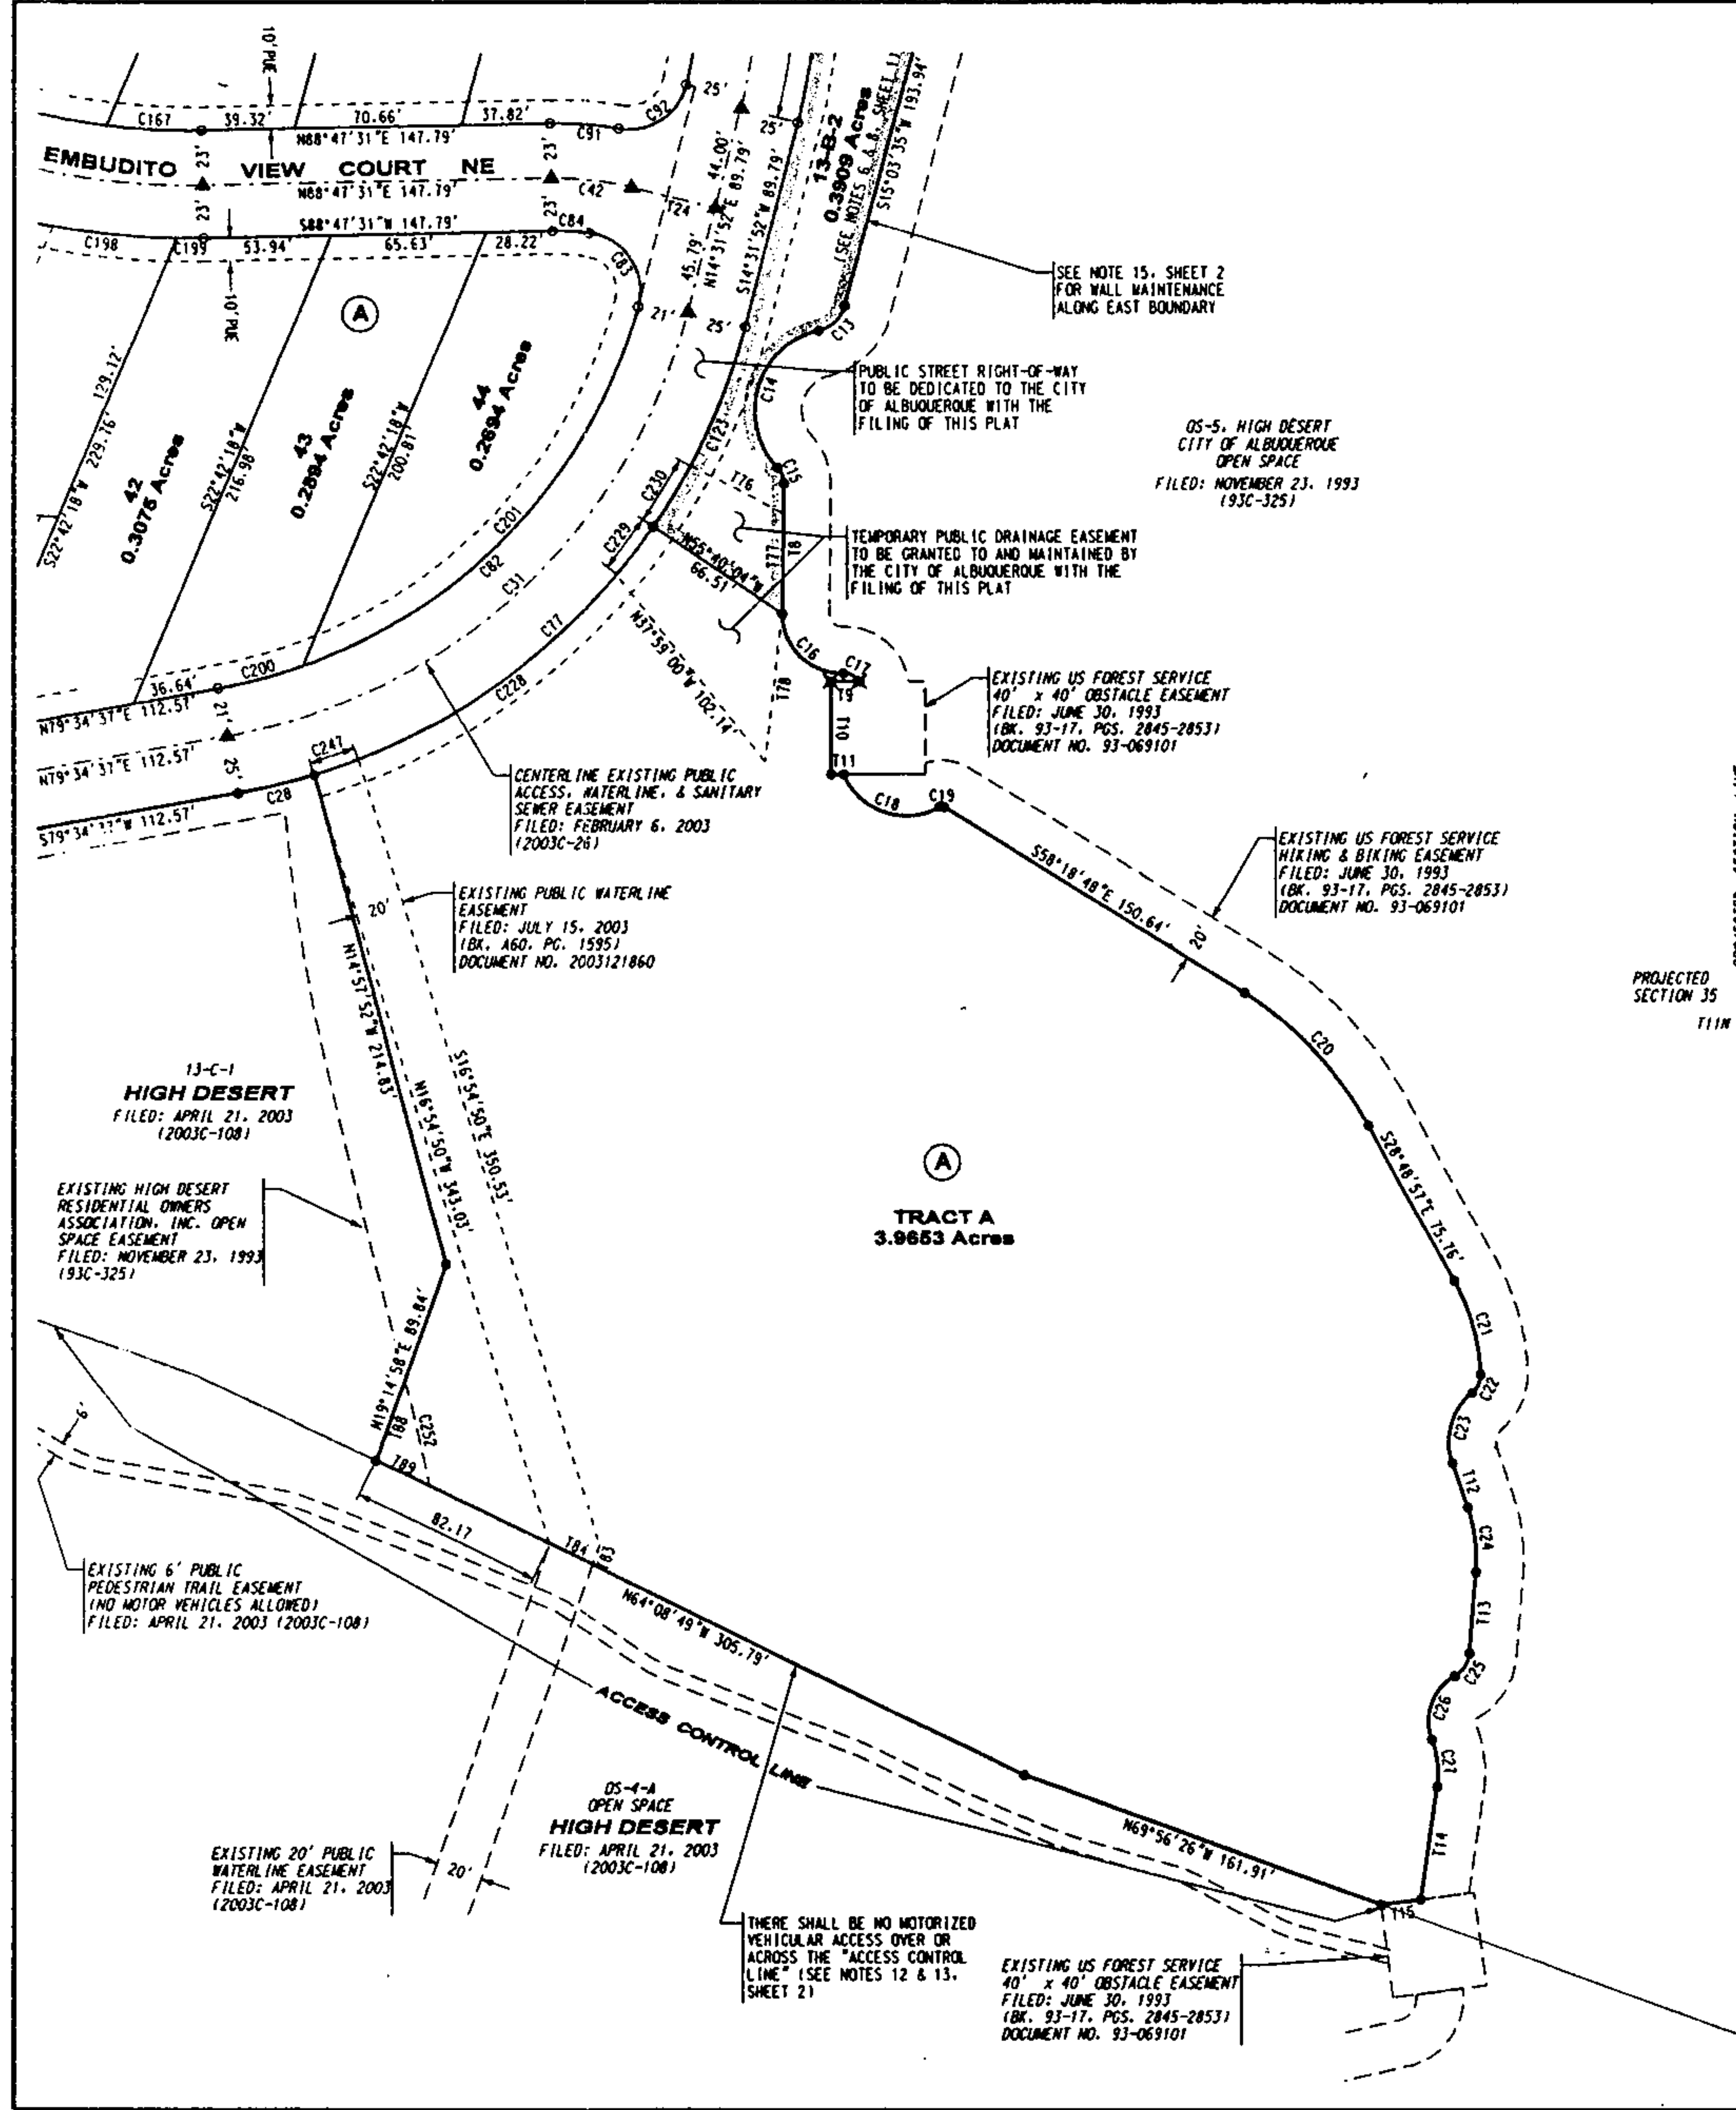 10' PUE
C167
39.32'
70.66'
37.82'
C91
C92
25'
N88°47'31"E 147.79'
EMBUDITO VIEW COURT NE
23'
23'
N88°47'31"E 147.79'
C42
T24
44.00'
N14°31'52"E 89.79'
45.79'
S14°31'52"W 89.79'
25'
13-B-2
0.3909 Acres
(SEE NOTES 6 & 8, SHEET 1)
S15°03'35"W 193.94'
23'
23'
S88°47'31"W 147.79'
C84
C198
C199
53.94'
65.63'
28.22'
C83
10' PUE
A
21'
25'
C13
SEE NOTE 15, SHEET 2
FOR WALL MAINTENANCE
ALONG EAST BOUNDARY
129.12'
S22°42'18"W 229.76'
42
0.3075 Acres
S22°42'18"W
216.98'
43
0.2894 Acres
S22°42'18"W
200.81'
44
0.2694 Acres
PUBLIC STREET RIGHT-OF-WAY
TO BE DEDICATED TO THE CITY
OF ALBUQUERQUE WITH THE
FILING OF THIS PLAT
C14
C123
C15
T76
C230
C229
OS-5, HIGH DESERT
CITY OF ALBUQUERQUE
OPEN SPACE
FILED: NOVEMBER 23, 1993
(93C-325)
C201
C82
C31
C77
N55°40'04"W
66.51'
T77
T8
TEMPORARY PUBLIC DRAINAGE EASEMENT
TO BE GRANTED TO AND MAINTAINED BY
THE CITY OF ALBUQUERQUE WITH THE
FILING OF THIS PLAT
N37°59'00"W 102.14'
C16
C17
T78
T9
T10
T11
C200
36.64'
N79°34'37"E 112.57'
21'
C228
EXISTING US FOREST SERVICE
40' x 40' OBSTACLE EASEMENT
FILED: JUNE 30, 1993
(BK. 93-17, PGS. 2845-2853)
DOCUMENT NO. 93-069101
N79°34'37"E 112.57'
25'
C247
C28
S79°34'37"W 112.57'
CENTERLINE EXISTING PUBLIC
ACCESS, WATERLINE, & SANITARY
SEWER EASEMENT
FILED: FEBRUARY 6, 2003
(2003C-26)
C18
C19
S58°18'48"E 150.64'
20'
EXISTING US FOREST SERVICE
HIKING & BIKING EASEMENT
FILED: JUNE 30, 1993
(BK. 93-17, PGS. 2845-2853)
DOCUMENT NO. 93-069101
20'
EXISTING PUBLIC WATERLINE
EASEMENT
FILED: JULY 15, 2003
(BK. A60, PG. 1595)
DOCUMENT NO. 2003121860
PROJECTED
SECTION 35
T11N
N14°57'52"W 214.83'
N16°54'50"W 343.03'
S16°54'50"E 350.53'
C20
S28°48'57"E 75.76'
13-C-1
HIGH DESERT
FILED: APRIL 21, 2003
(2003C-108)
A
TRACT A
3.9653 Acres
EXISTING HIGH DESERT
RESIDENTIAL OWNERS
ASSOCIATION, INC. OPEN
SPACE EASEMENT
FILED: NOVEMBER 23, 1993
(93C-325)
N19°14'58"E 89.84'
T88
C252
T89
6'
C21
C22
C23
T12
C24
T13
C25
C26
C27
T14
T15
82.17
T84
T83
N64°08'49"W 305.79'
EXISTING 6' PUBLIC
PEDESTRIAN TRAIL EASEMENT
(NO MOTOR VEHICLES ALLOWED)
FILED: APRIL 21, 2003 (2003C-108)
ACCESS CONTROL LINE
OS-4-A
OPEN SPACE
HIGH DESERT
FILED: APRIL 21, 2003
(2003C-108)
N69°56'26"W 161.91'
EXISTING 20' PUBLIC
WATERLINE EASEMENT
FILED: APRIL 21, 2003
(2003C-108)
20'
THERE SHALL BE NO MOTORIZED
VEHICULAR ACCESS OVER OR
ACROSS THE "ACCESS CONTROL
LINE" (SEE NOTES 12 & 13,
SHEET 2)
EXISTING US FOREST SERVICE
40' x 40' OBSTACLE EASEMENT
FILED: JUNE 30, 1993
(BK. 93-17, PGS. 2845-2853)
DOCUMENT NO. 93-069101